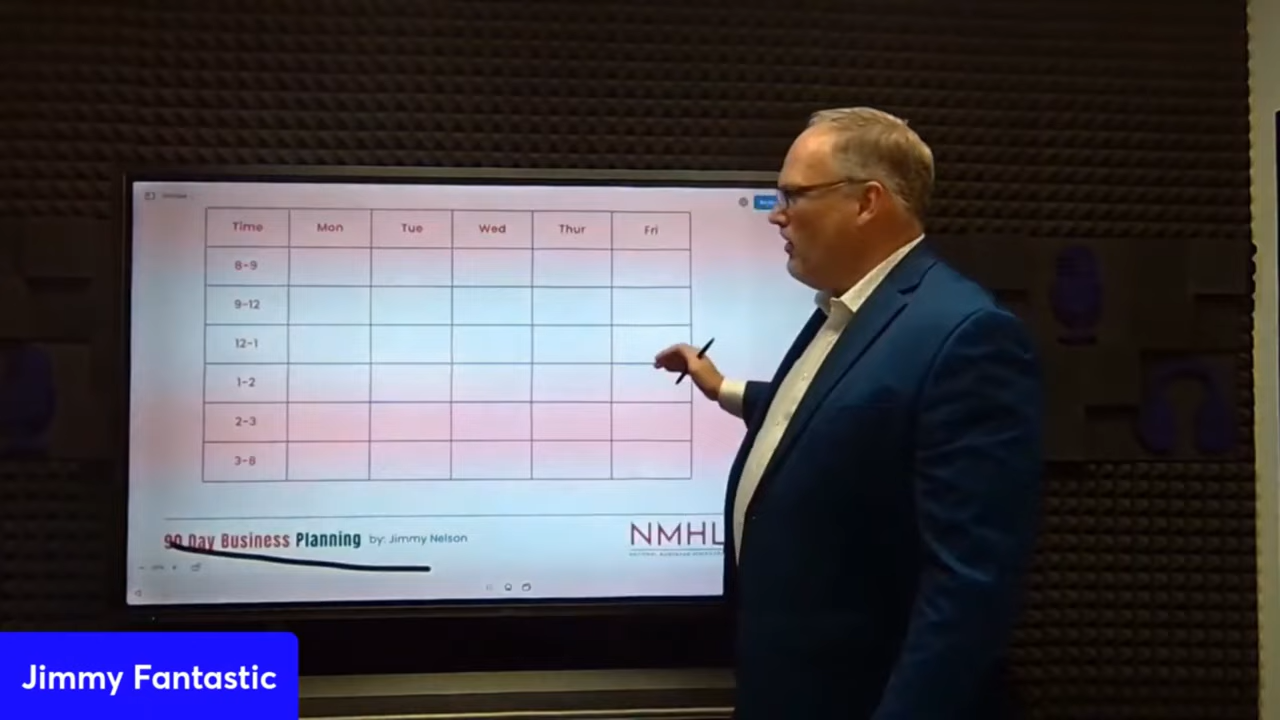 Time Mon Tue Wed Thur Fri
8-9
9-12
12-1
1-2
2-3
3-8
90 Day Business Planning by: Jimmy Nelson
NMHL
Jimmy Fantastic